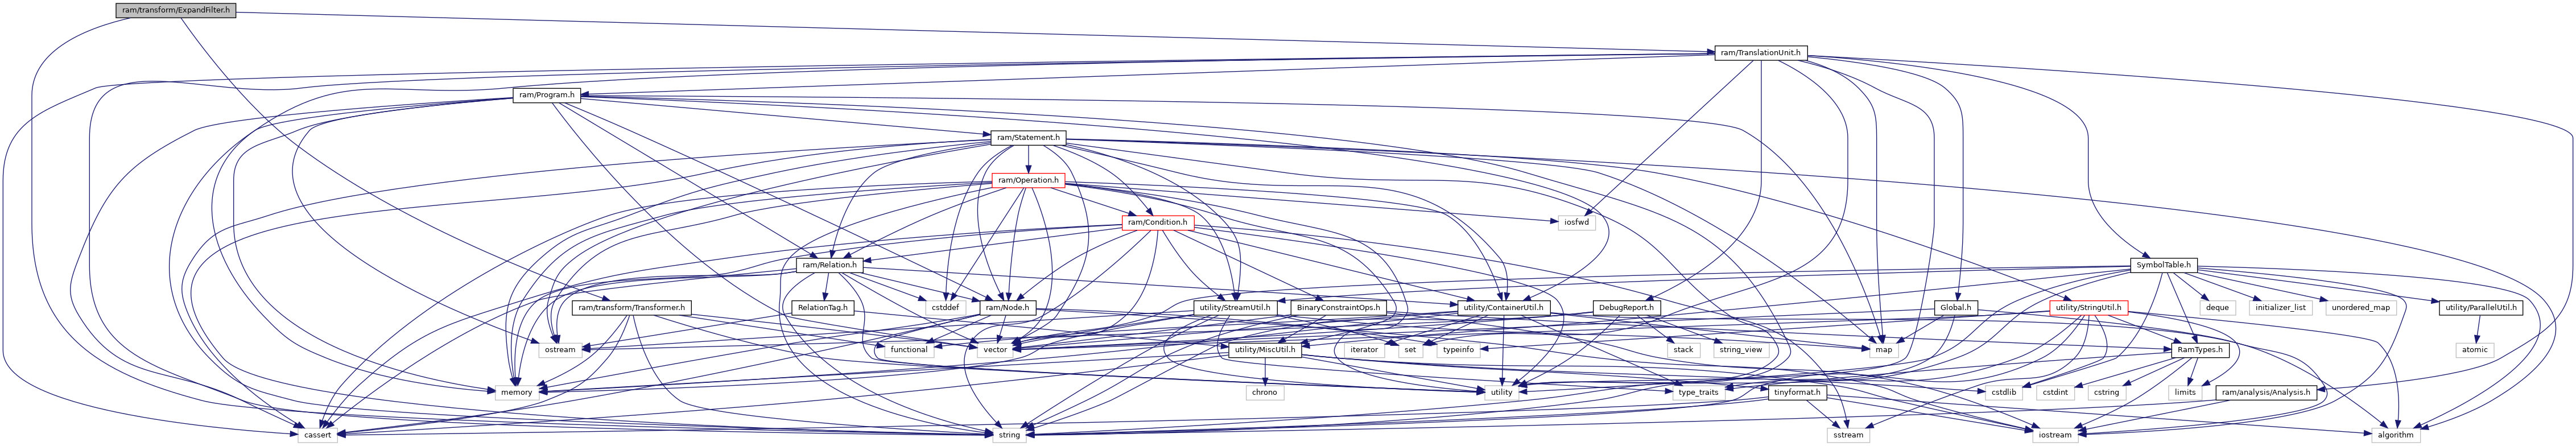 ram/transform/ExpandFilter.h
ram/TranslationUnit.h
ram/Program.h
ram/Statement.h
ram/Operation.h
ram/Condition.h
iosfwd
ram/Relation.h
SymbolTable.h
ram/transform/Transformer.h
RelationTag.h
cstddef
ram/Node.h
utility/StreamUtil.h
BinaryConstraintOps.h
utility/ContainerUtil.h
DebugReport.h
Global.h
utility/StringUtil.h
deque
initializer_list
unordered_map
utility/ParallelUtil.h
ostream
functional
vector
utility/MiscUtil.h
iterator
set
typeinfo
stack
string_view
map
RamTypes.h
atomic
memory
chrono
utility
type_traits
tinyformat.h
cstdlib
cstdint
cstring
limits
ram/analysis/Analysis.h
cassert
string
sstream
iostream
algorithm